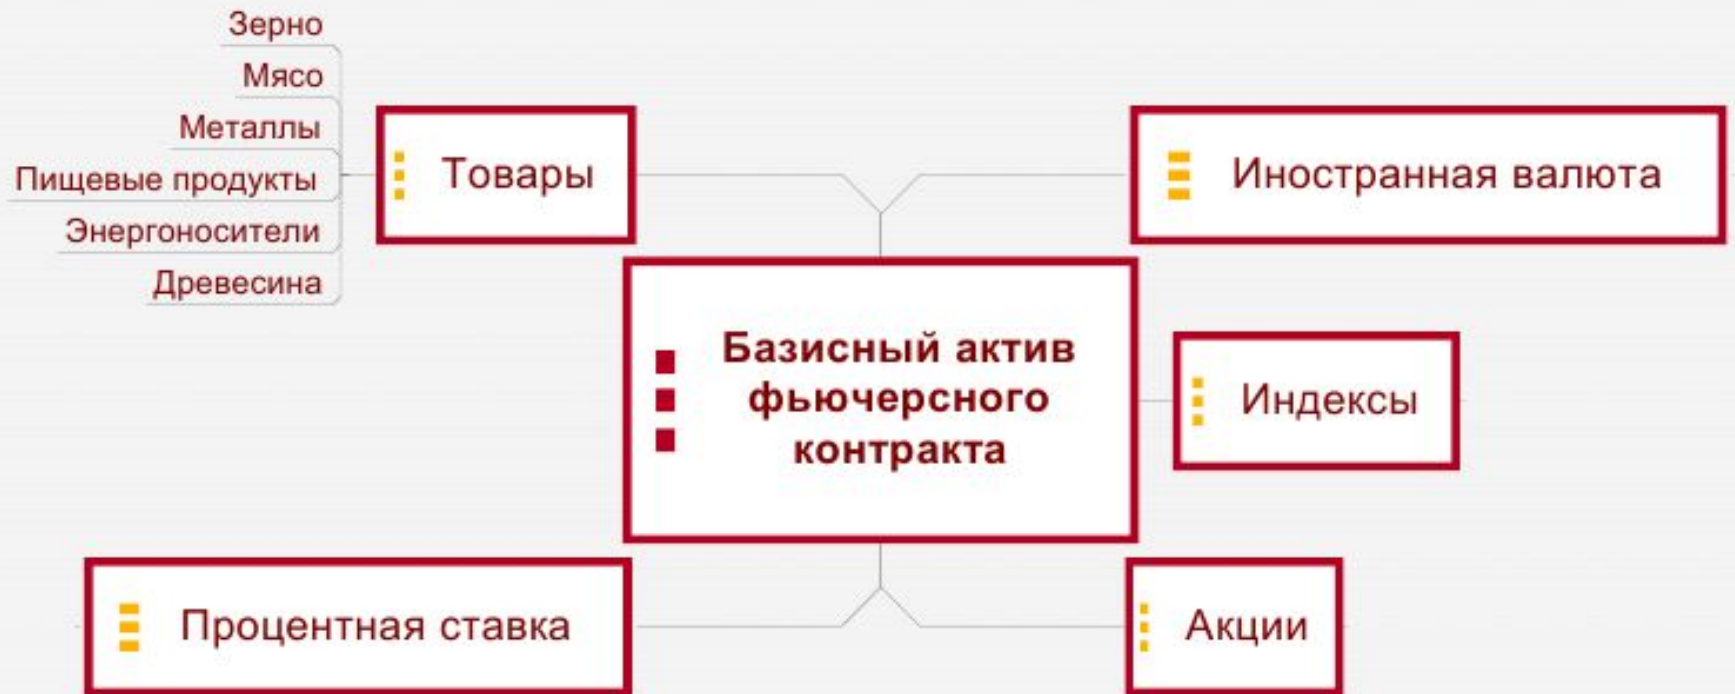 Зерно
Мясо
Металлы
Пищевые продукты
Энергоносители
Древесина
Товары
Иностранная валюта
Базисный актив
фьючерсного
контракта
Индексы
Процентная ставка
Акции